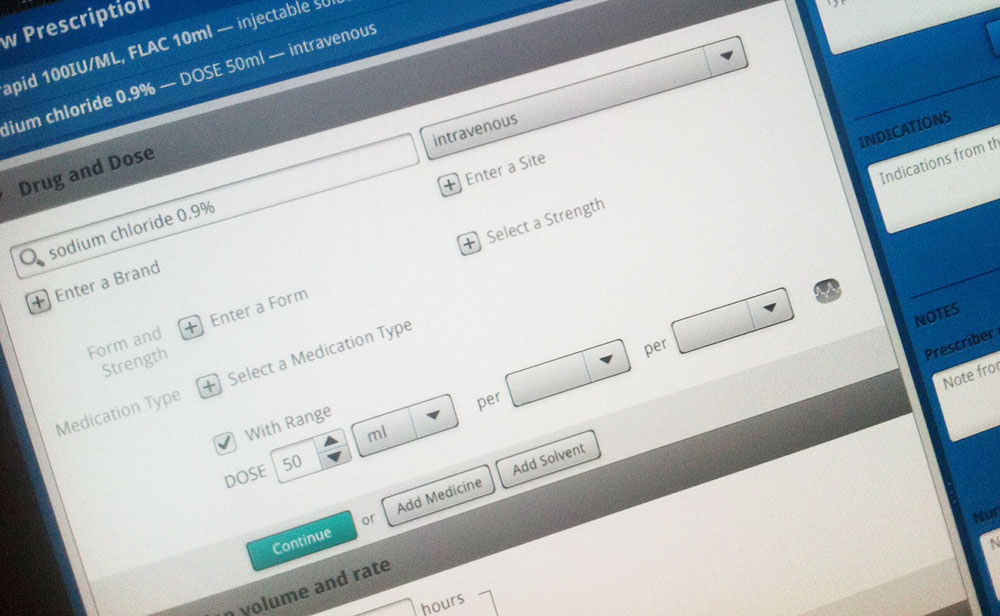 w Prescription
rapid 100IU/ML, FLAC 10ml — injectable
dium chloride 0.9% — DOSE 50ml — intravenous
Drug and Dose
sodium chloride 0.9%
intravenous
Enter a Brand
Enter a Site
Form and Strength
Enter a Form
Select a Strength
Medication Type
Select a Medication Type
With Range
DOSE 50 ml per per
Continue or Add Medicine Add Solvent
volume and rate
hours
INDICATIONS
Indications from th
NOTES
Prescriber
Note fro